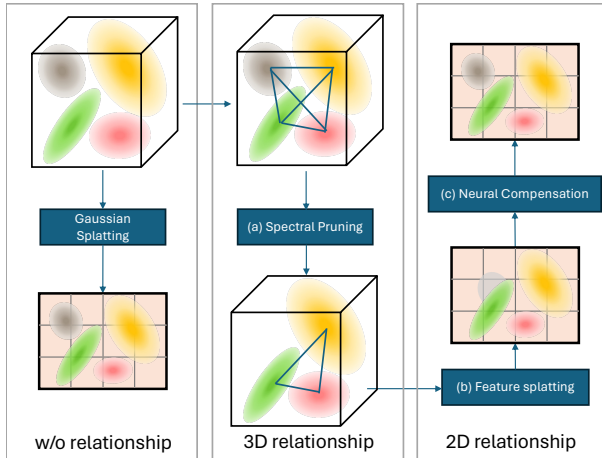 Gaussian
Splatting
w/o relationship
(a) Spectral Pruning
3D relationship
(c) Neural Compensation
(b) Feature splatting
2D relationship